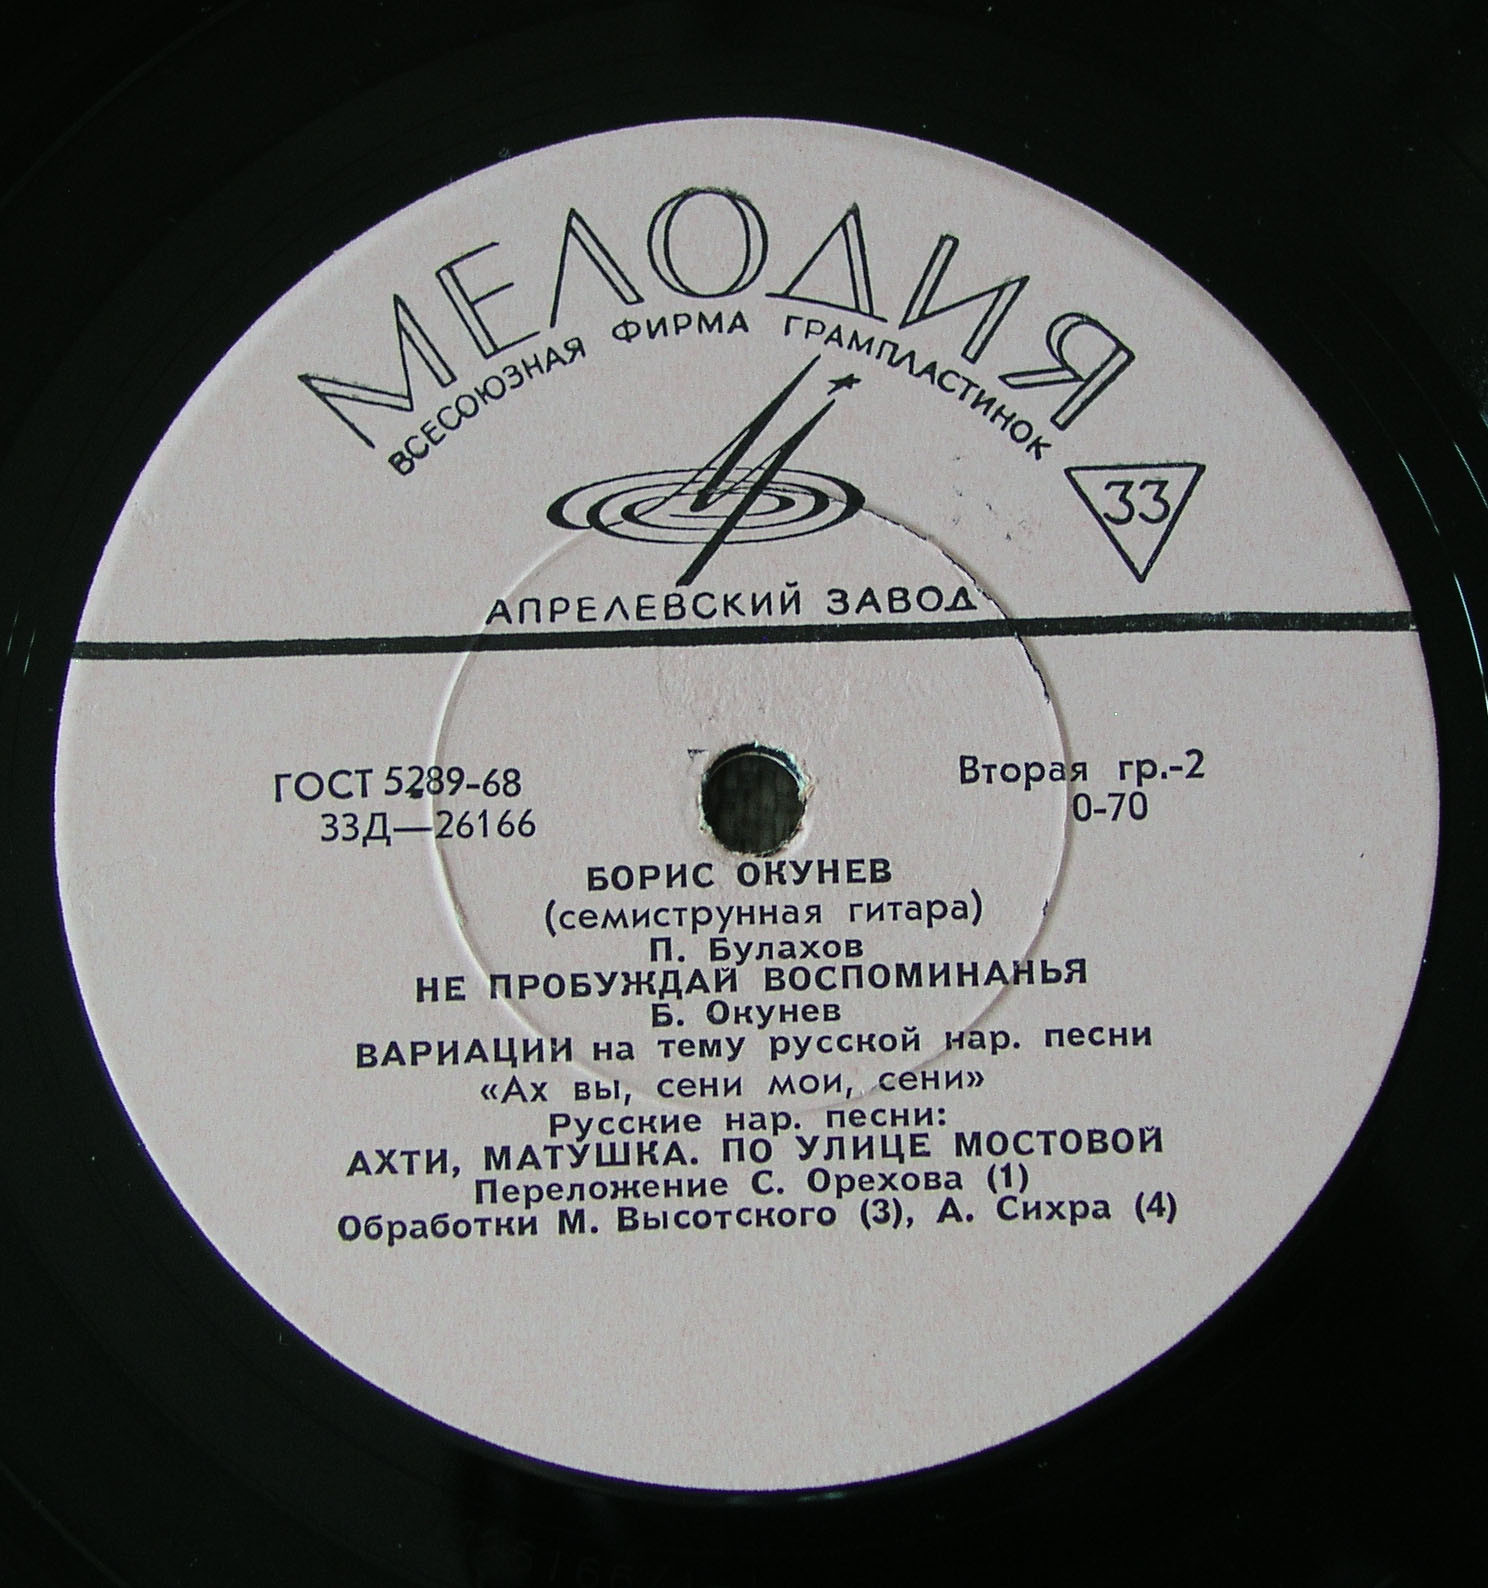 МЕЛОДИЯ
ВСЕСОЮЗНАЯ ФИРМА ГРАМПЛАСТИНОК
33
АПРЕЛЕВСКИЙ ЗАВОД
ГОСТ 5289-68
33Д—26166
Вторая гр.-2
0-70
БОРИС ОКУНЕВ
(семиструнная гитара)
П. Булахов
НЕ ПРОБУЖДАЙ ВОСПОМИНАНЬЯ
Б. Окунев
ВАРИАЦИИ на тему русской нар. песни
«Ах вы, сени мои, сени»
Русские нар. песни:
АХТИ, МАТУШКА. ПО УЛИЦЕ МОСТОВОЙ
Переложение С. Орехова (1)
Обработки М. Высотского (3), А. Сихра (4)